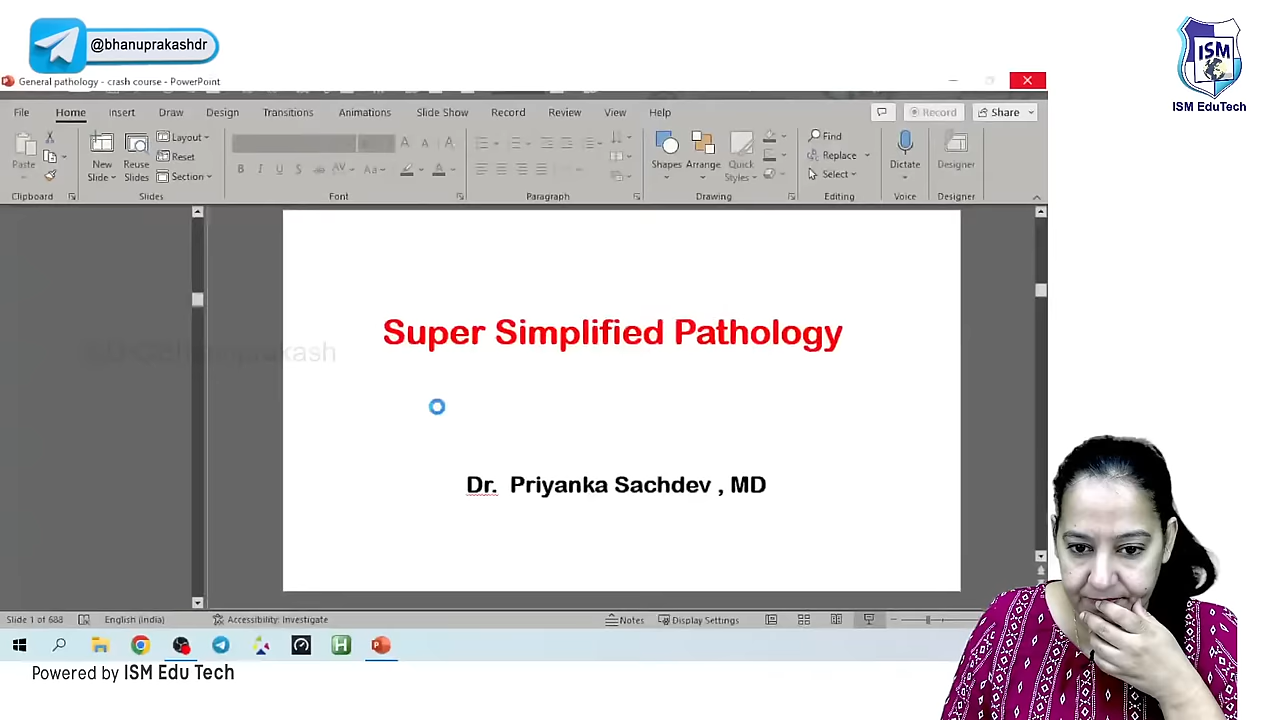 @bhanuprakashdr
ISM
ISM EduTech
General pathology - crash course - PowerPoint
File Home Insert Draw Design Transitions Animations Slide Show Record Review View Help Record Share
Paste New Slide Reuse Slides Layout Reset Section B I U S AV Aa A Shapes Arrange Quick Styles Find Replace Select Dictate Designer
Clipboard Slides Font Paragraph Drawing Editing Voice Designer
Super Simplified Pathology
Dr. Priyanka Sachdev , MD
Slide 1 of 688 English (India) Accessibility: Investigate Notes Display Settings
Powered by ISM Edu Tech